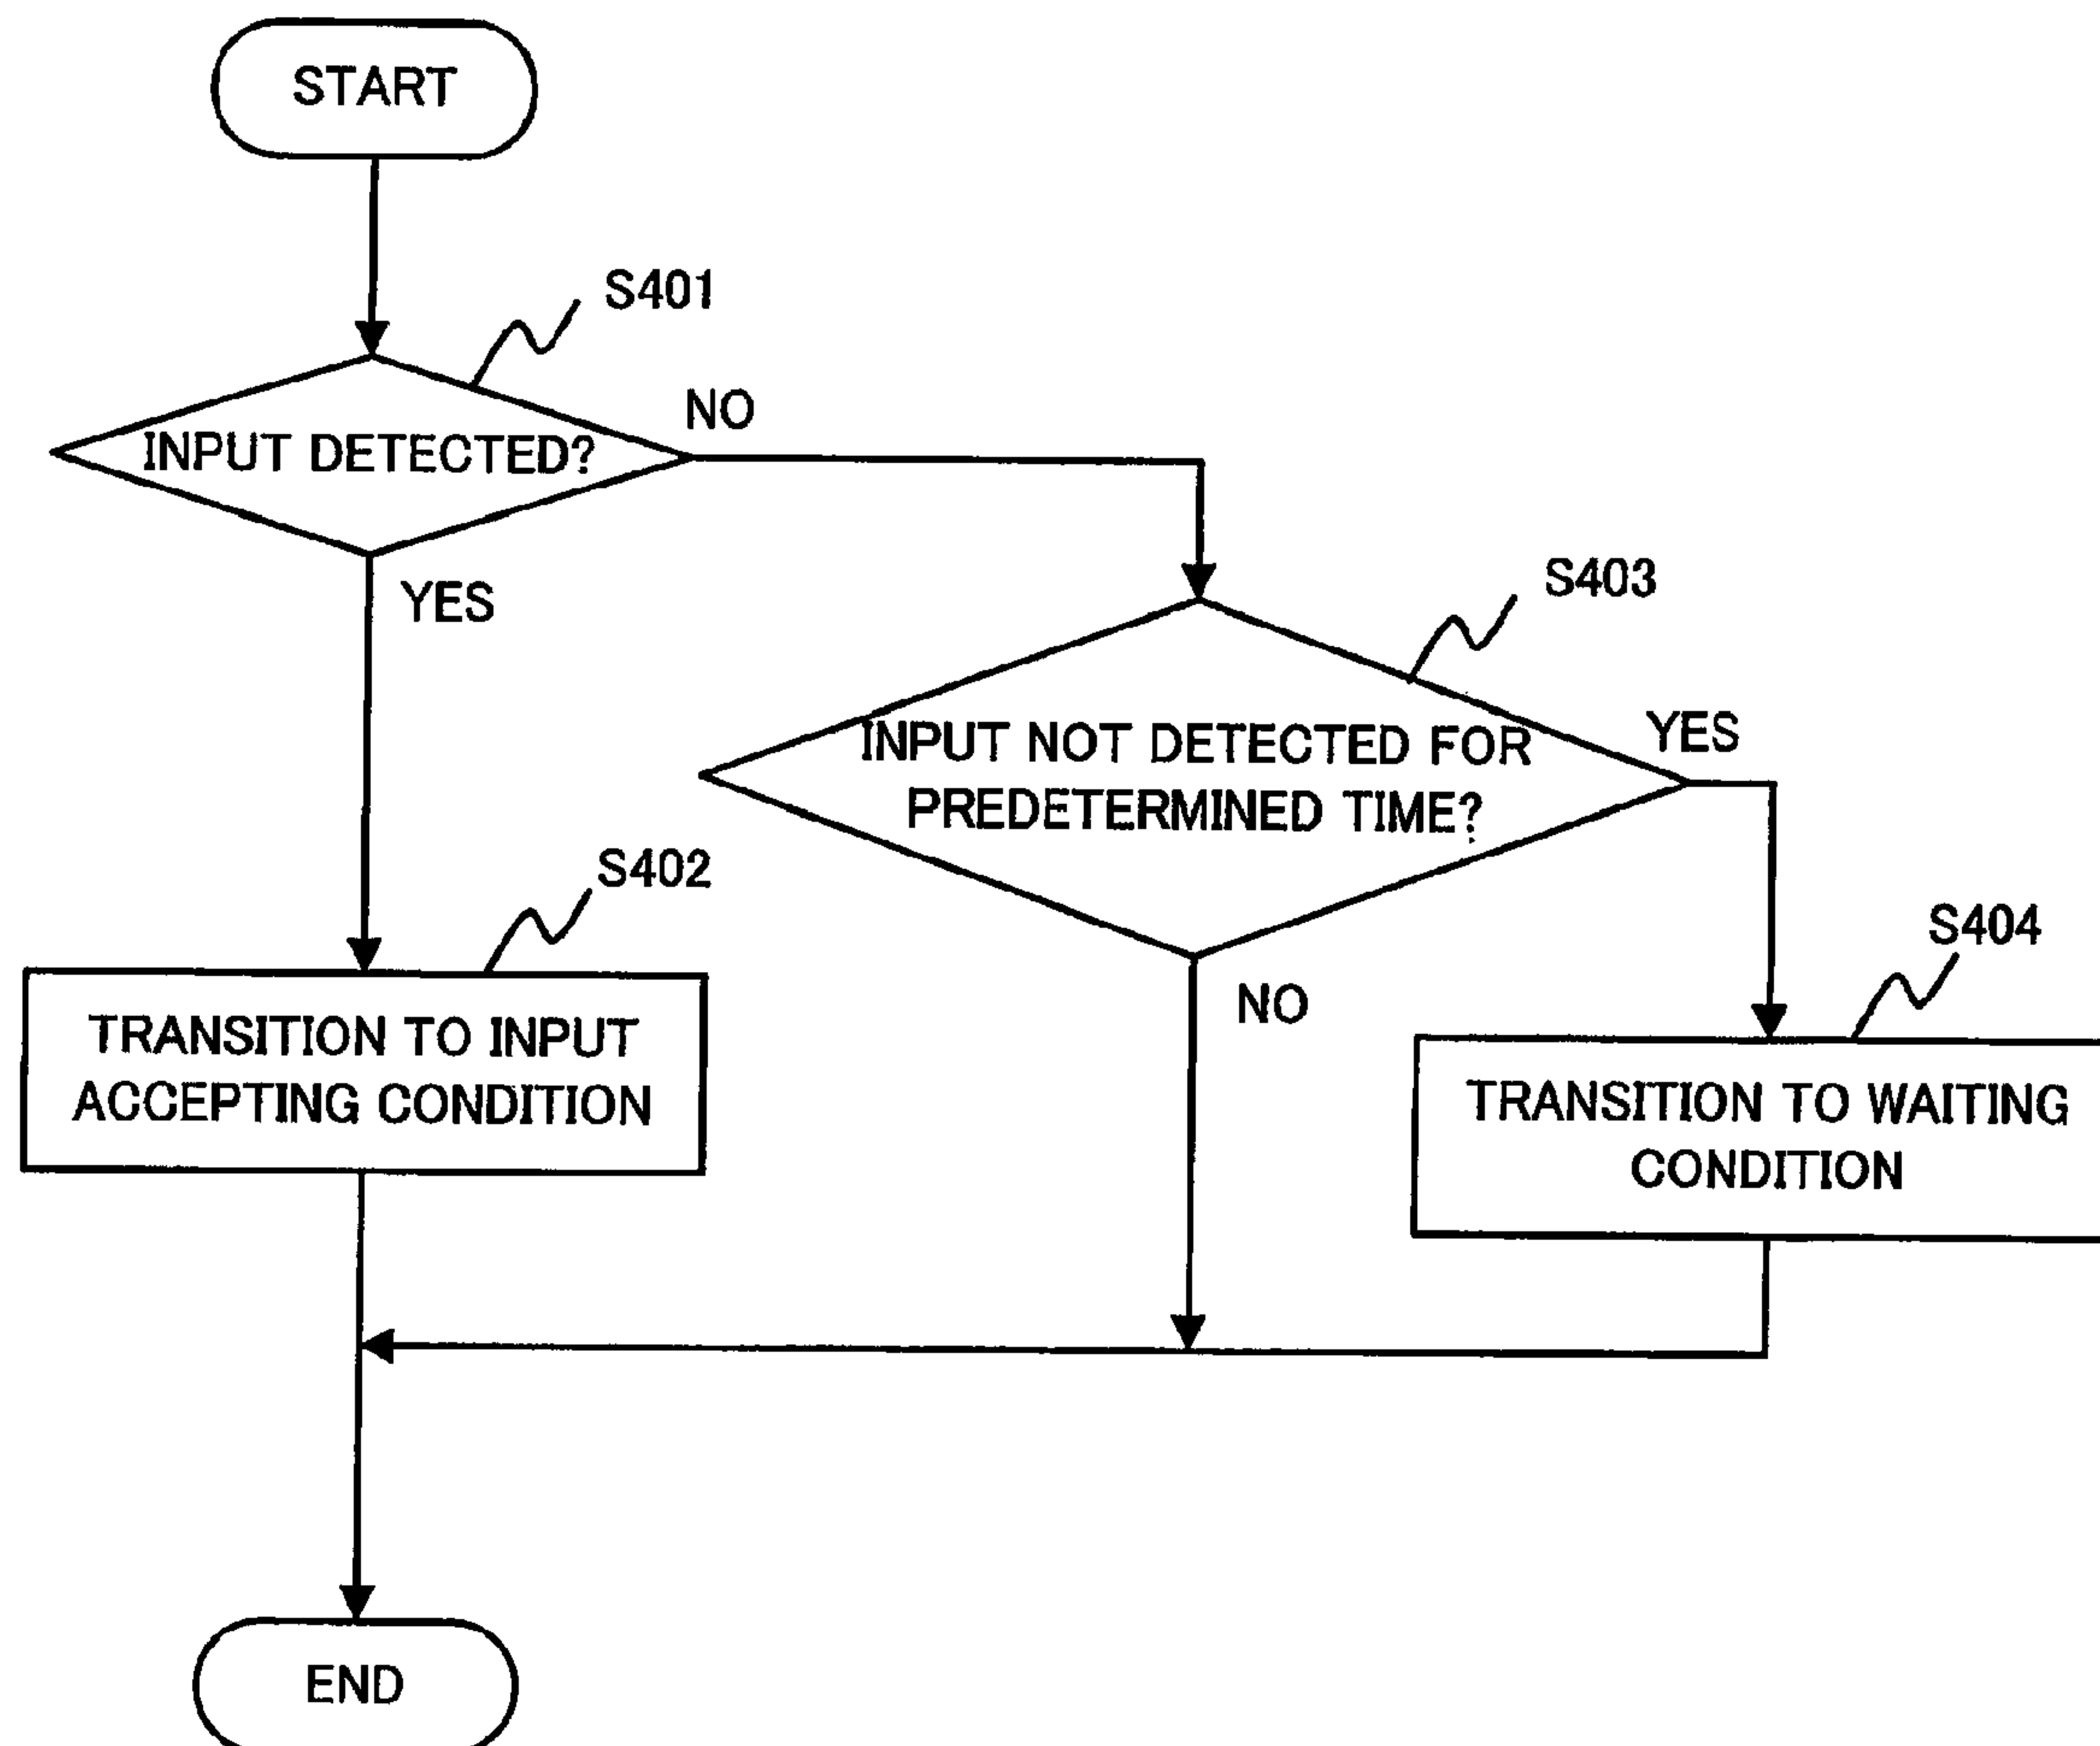 START
S401
NO
INPUT DETECTED?
YES
S403
INPUT NOT DETECTED FOR
PREDETERMINED TIME?
YES
S402
S404
NO
TRANSITION TO INPUT
ACCEPTING CONDITION
TRANSITION TO WAITING
CONDITION
END